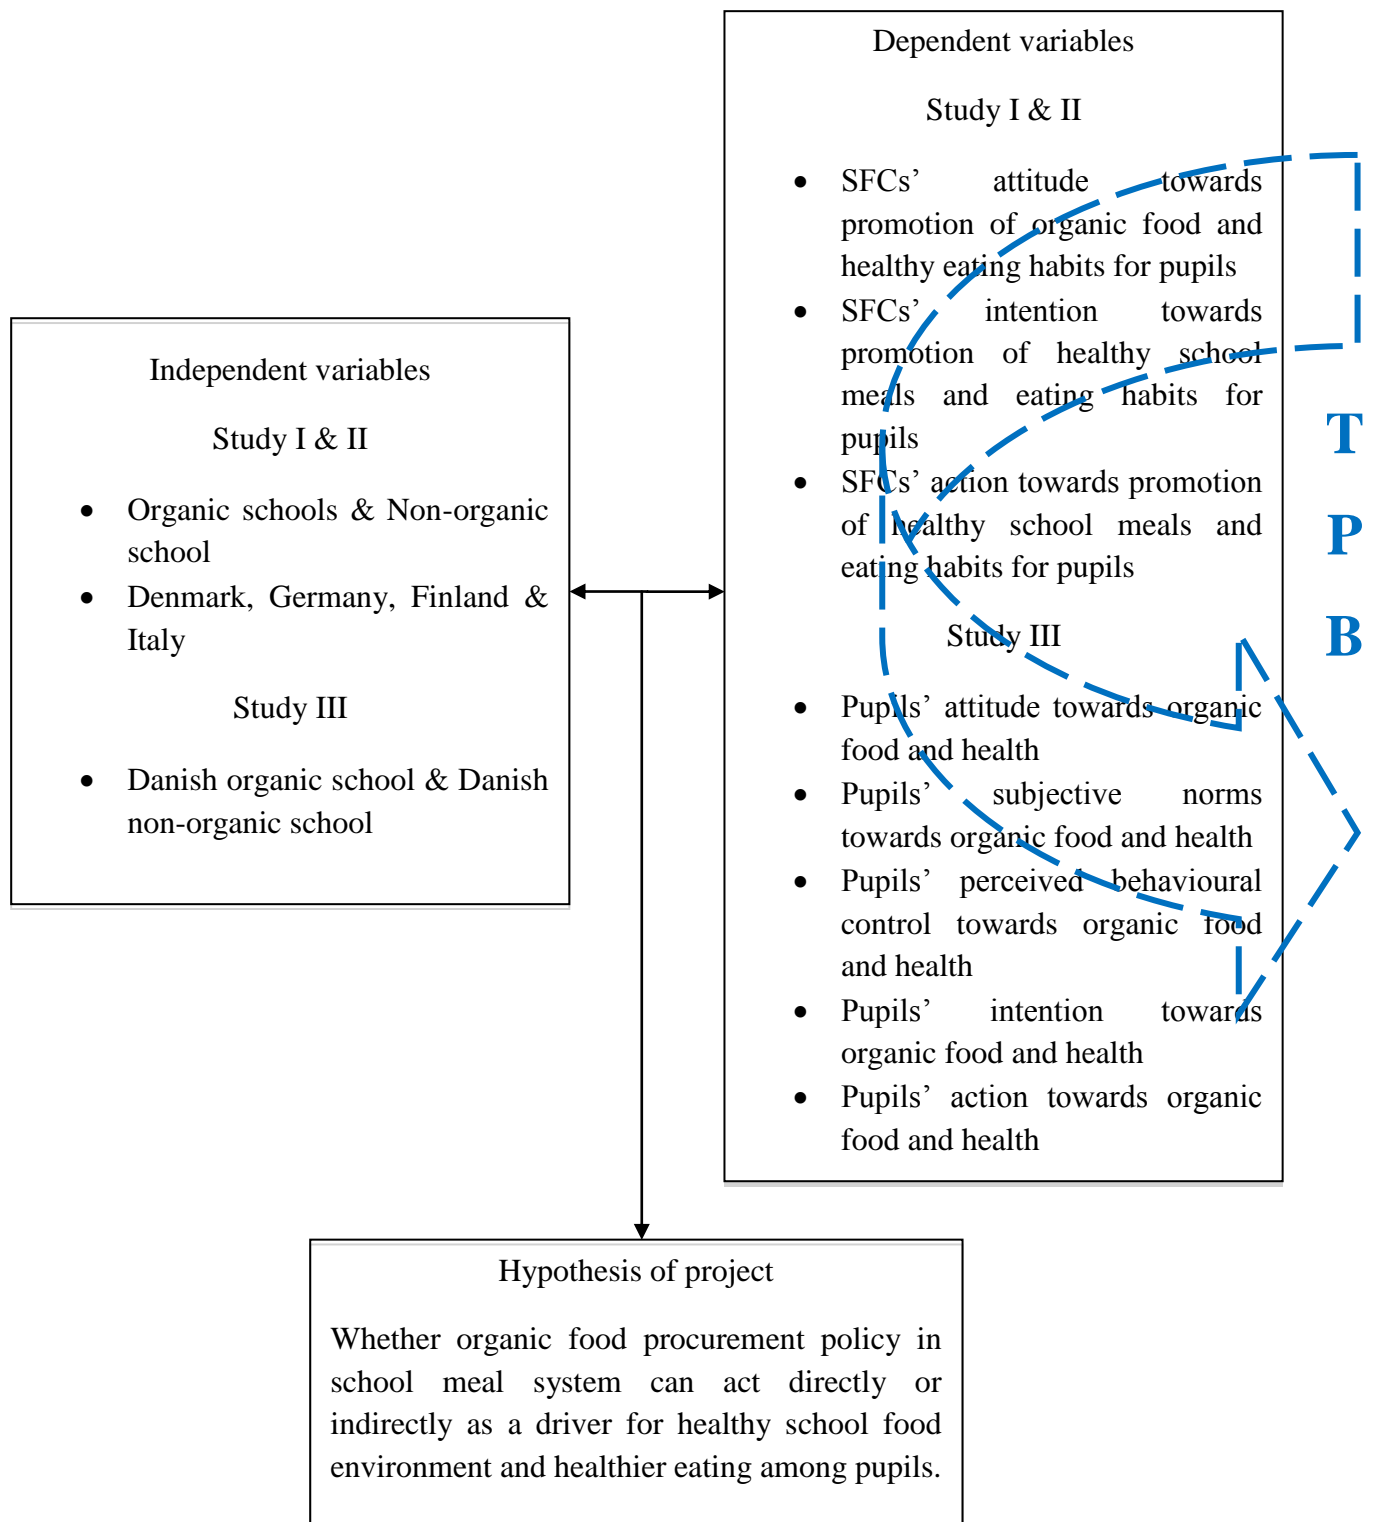 Dependent variables
Study I & II
• SFCs’ attitude towards
promotion of organic food and
healthy eating habits for pupils
• SFCs’ intention towards
promotion of healthy school
meals and eating habits for
pupils
• SFCs’ action towards promotion
of healthy school meals and
eating habits for pupils
Study III
• Pupils’ attitude towards organic
food and health
• Pupils’ subjective norms
towards organic food and health
• Pupils’ perceived behavioural
control towards organic food
and health
• Pupils’ intention towards
organic food and health
• Pupils’ action towards organic
food and health
T
P
B
Independent variables
Study I & II
• Organic schools & Non-organic
school
• Denmark, Germany, Finland &
Italy
Study III
• Danish organic school & Danish
non-organic school
Hypothesis of project
Whether organic food procurement policy in
school meal system can act directly or
indirectly as a driver for healthy school food
environment and healthier eating among pupils.